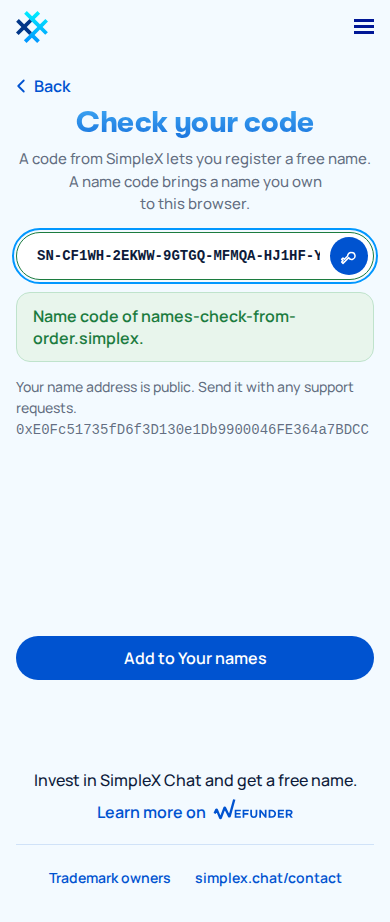 Back
Check your code
A code from SimpleX lets you register a free name.
A name code brings a name you own
to this browser.
SN-CF1WH-2EKWW-9GTGQ-MFMQA-HJ1HF-
Name code of names-check-from-
order.simplex.
Your name address is public. Send it with any support
requests.
0xE0Fc51735fD6f3D130e1Db9900046FE364a7BDCC
Add to Your names
Invest in SimpleX Chat and get a free name.
Learn more on WEFUNDER
Trademark owners simplex.chat/contact